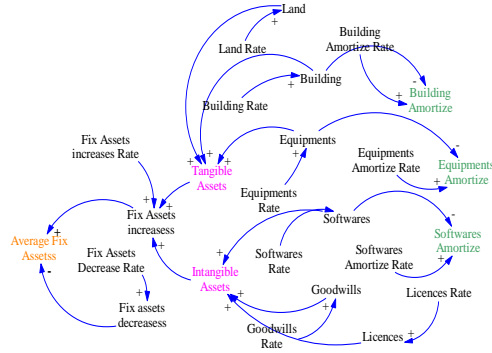 Land
+
Land Rate
Building
Amortize Rate
Building
+
-
Building
Amortize
+
Building Rate
Fix Assets
increases Rate
+
+
+
Tangible
Assets
Equipments
+
Equipments
Amortize Rate
-
Equipments
Amortize
+
Equipments
Rate
+
+
Fix Assets
increasess
+
+
Average Fix
Assetss
-
Fix Assets
Decrease Rate
+
Fix assets
decreasess
Softwares
-
Softwares
Amortize
+
Softwares
Rate
Softwares
Amortize Rate
+
Intangible
Assets
+
+
Goodwills
+
Goodwills
Rate
Licences Rate
Licences
+